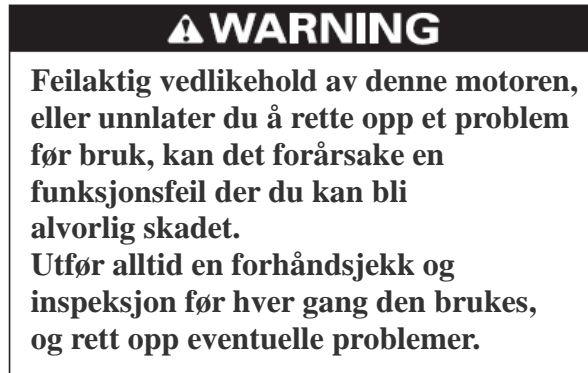 WARNING
Feilaktig vedlikehold av denne motoren,
eller unnlater du å rette opp et problem
før bruk, kan det forårsake en
funksjonsfeil der du kan bli
alvorlig skadet.
Utfør alltid en forhåndsjekk og
inspeksjon før hver gang den brukes,
og rett opp eventuelle problemer.